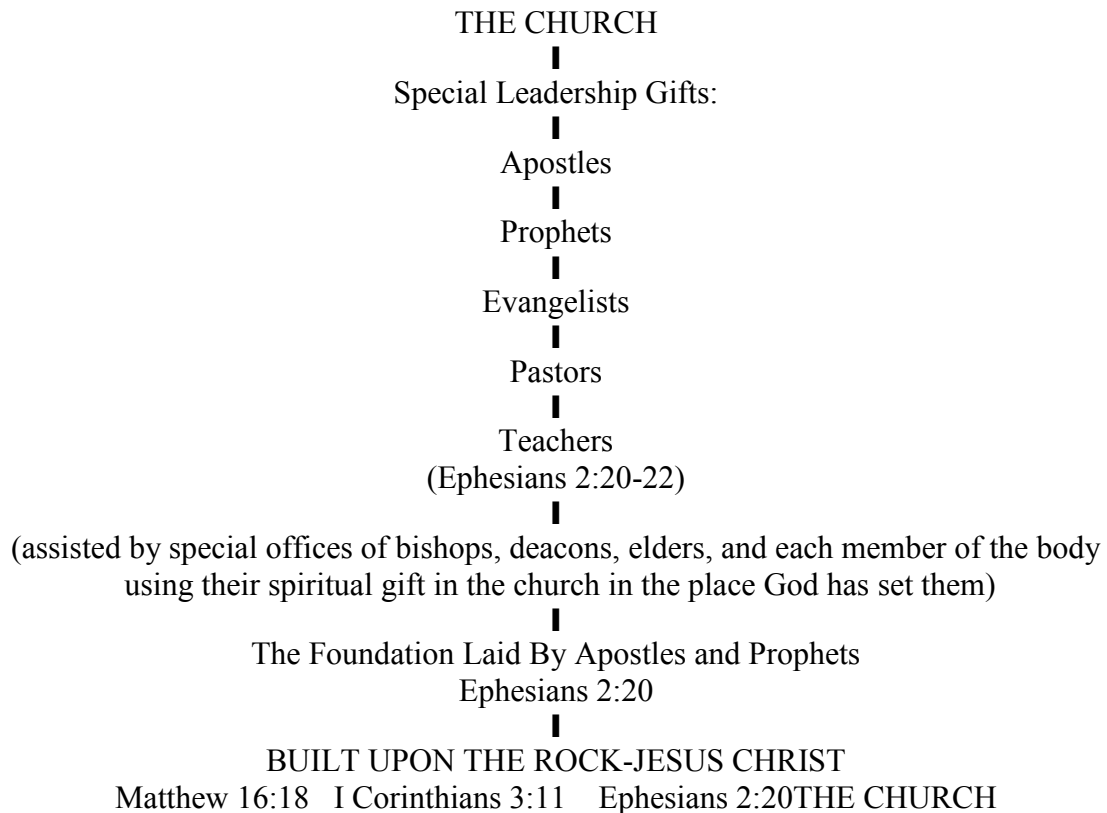 THE CHURCH
Special Leadership Gifts:
Apostles
Prophets
Evangelists
Pastors
Teachers
(Ephesians 2:20-22)
(assisted by special offices of bishops, deacons, elders, and each member of the body
using their spiritual gift in the church in the place God has set them)
The Foundation Laid By Apostles and Prophets
Ephesians 2:20
BUILT UPON THE ROCK-JESUS CHRIST
Matthew 16:18   I Corinthians 3:11    Ephesians 2:20THE CHURCH